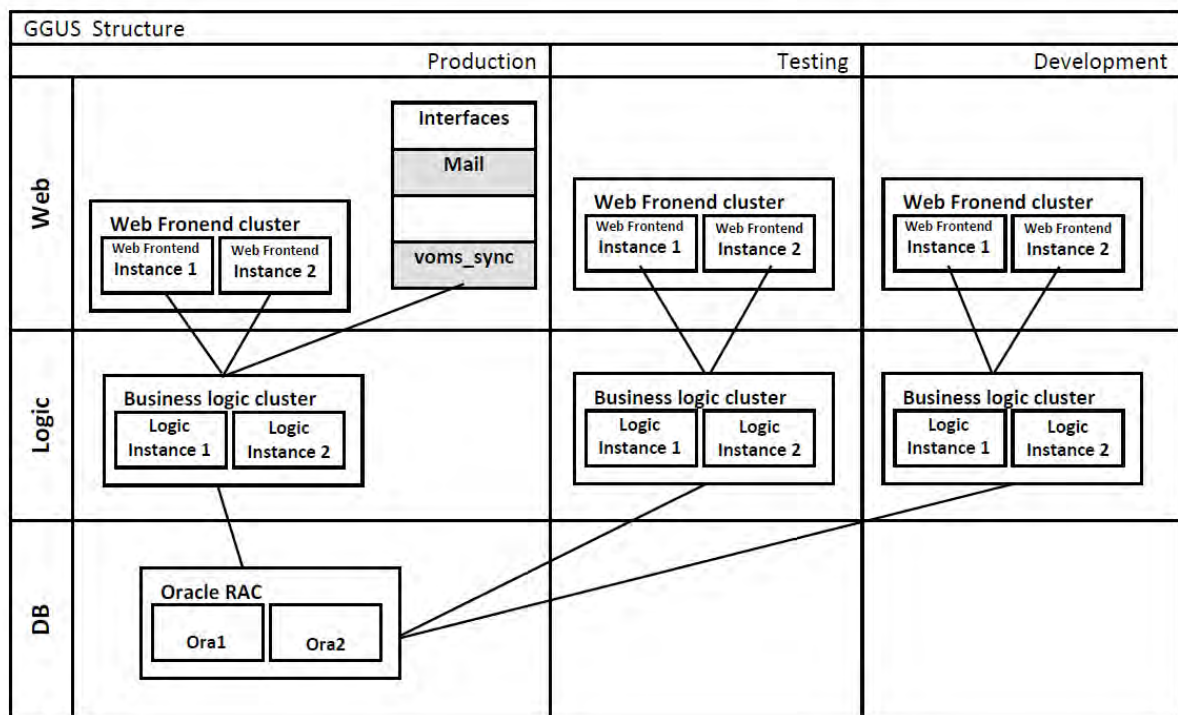 GGUS Structure
Production
Testing
Development
Web
Interfaces
Mail
voms_sync
Web Fronend cluster
Web Frontend
Instance 1
Web Frontend
Instance 2
Web Fronend cluster
Web Frontend
Instance 1
Web Frontend
Instance 2
Web Fronend cluster
Web Frontend
Instance 1
Web Frontend
Instance 2
Logic
Business logic cluster
Logic
Instance 1
Logic
Instance 2
Business logic cluster
Logic
Instance 1
Logic
Instance 2
Business logic cluster
Logic
Instance 1
Logic
Instance 2
DB
Oracle RAC
Ora1
Ora2